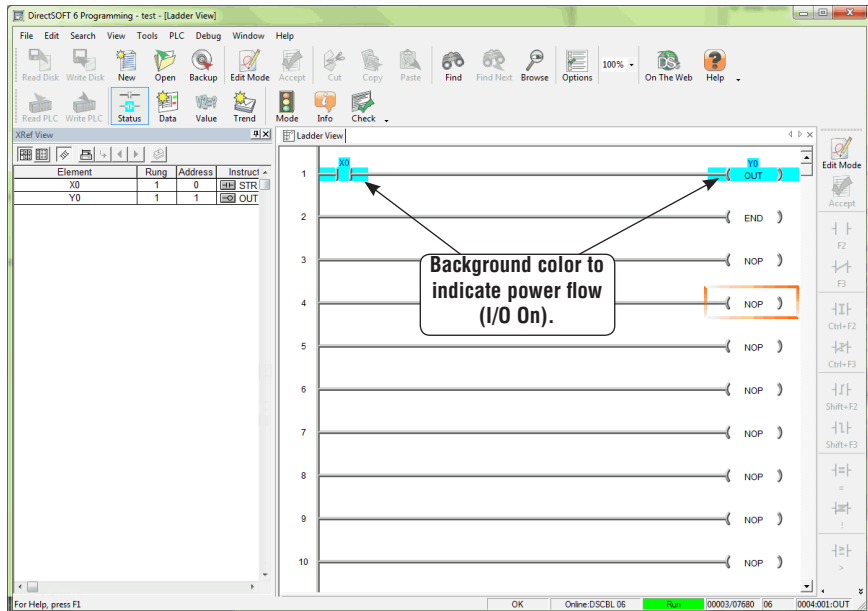 DirectSOFT 6 Programming - test - [Ladder View]
File Edit Search View Tools PLC Debug Window Help
Read Disk Write Disk New Open Backup Edit Mode Accept Cut Copy Paste Find Find Next Browse Options 100% On The Web Help
Read PLC Write PLC Status Data Value Trend Mode Info Check
XRef View
Element Rung Address Instruct
X0 1 0 STR
Y0 1 1 OUT
Ladder View
X0 Y0
1 OUT
2 END
3 NOP
Background color to
indicate power flow
(I/O On).
4 NOP
5 NOP
6 NOP
7 NOP
8 NOP
9 NOP
10 NOP
Edit Mode
Accept
F2
F3
Ctrl+F2
Ctrl+F3
Shift+F2
Shift+F3
=
!
>
For Help, press F1 OK Online:DSCBL 06 Run 00003/07680 06 0004:001:OUT